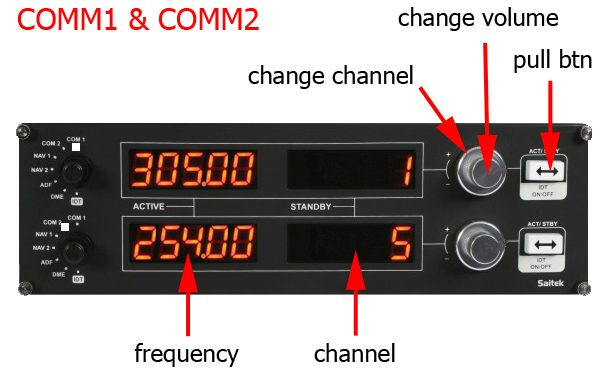 COMM1 & COMM2
change volume
change channel
pull btn
COM 1
COM 2
NAV 1
NAV 2
ADF
DME
IDT
305.00
1
+
-
ACT/STBY
IDT
ON/OFF
ACTIVE
STANDBY
COM 1
COM 2
NAV 1
NAV 2
ADF
DME
IDT
254.00
5
+
-
ACT/STBY
IDT
ON/OFF
Saitek
frequency
channel